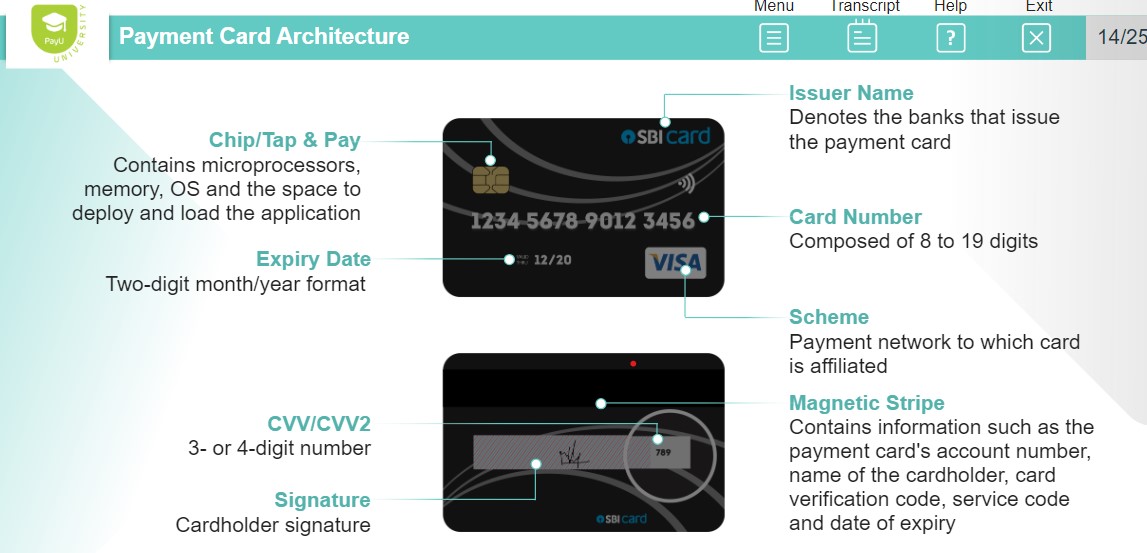 Menu
Transcript
Help
Exit
PayU
UNIVERSITY
Payment Card Architecture
?
14/25
Chip/Tap & Pay
Contains microprocessors,
memory, OS and the space to
deploy and load the application
Expiry Date
Two-digit month/year format
SBI card
1234 5678 9012 3456
12/20
VISA
Issuer Name
Denotes the banks that issue
the payment card
Card Number
Composed of 8 to 19 digits
Scheme
Payment network to which card
is affiliated
CVV/CVV2
3- or 4-digit number
Signature
Cardholder signature
789
SBI card
Magnetic Stripe
Contains information such as the
payment card's account number,
name of the cardholder, card
verification code, service code
and date of expiry